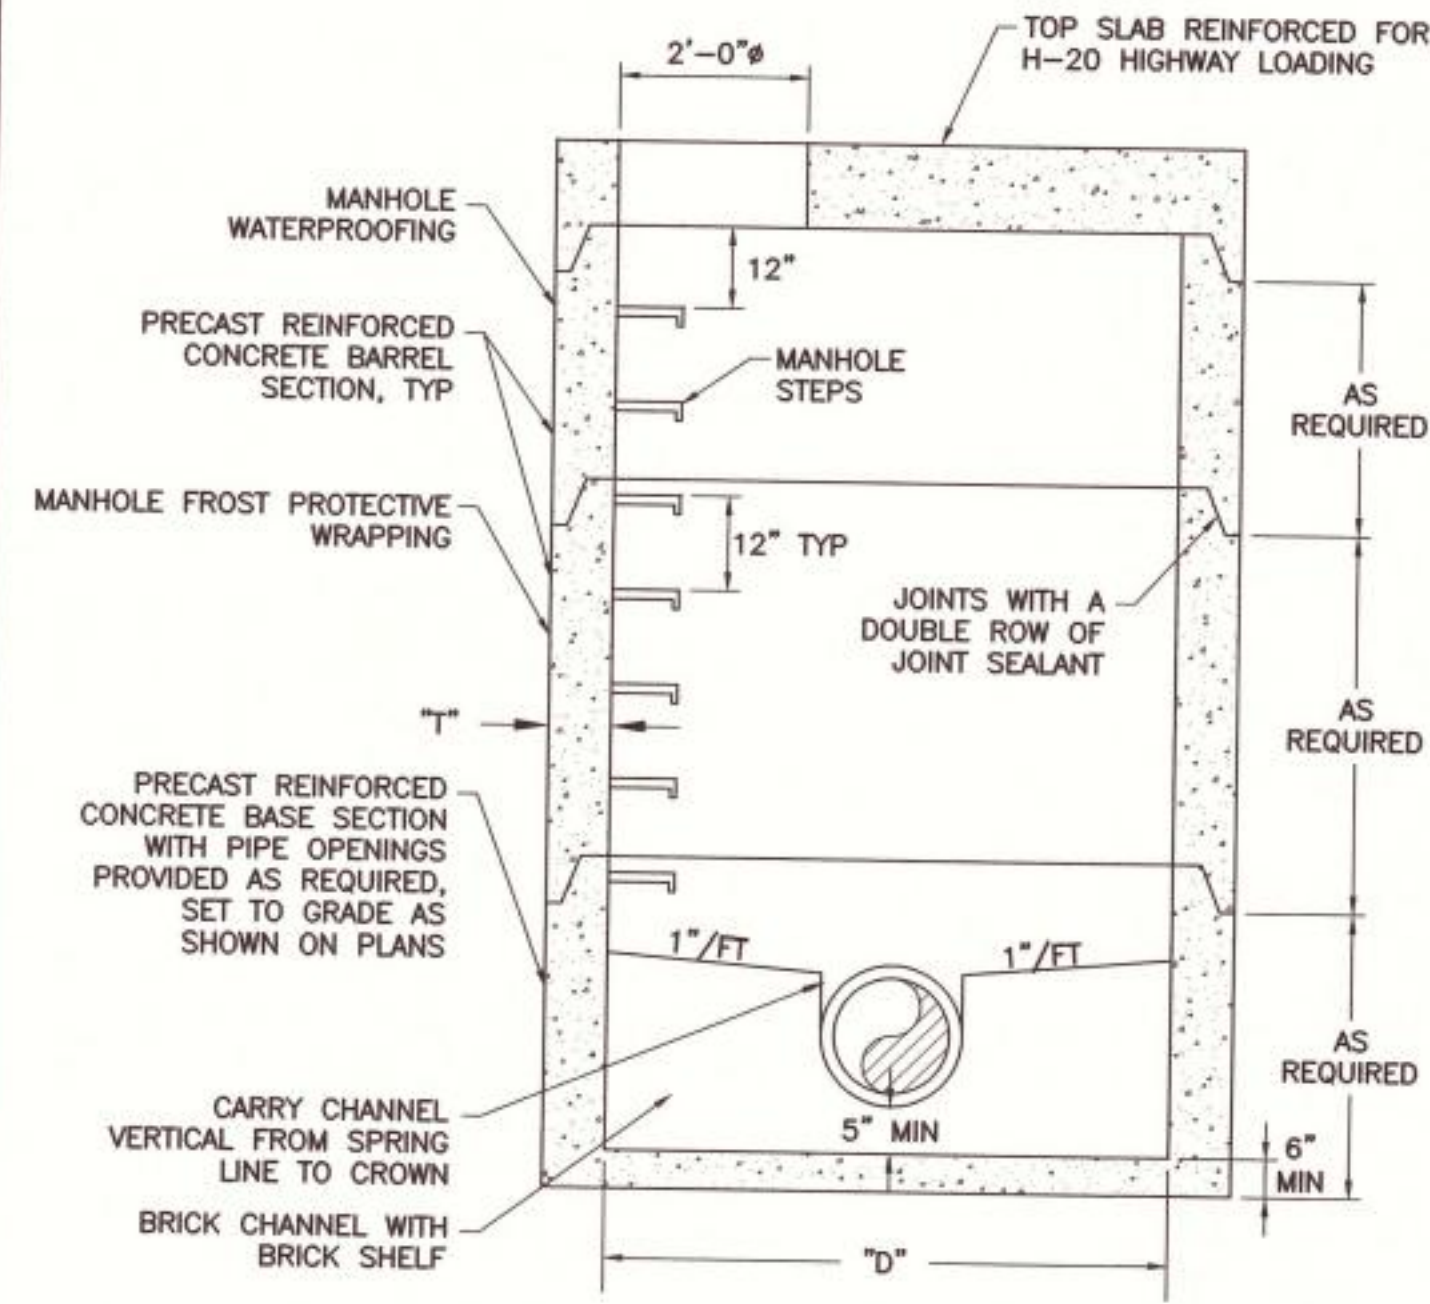 TOP SLAB REINFORCED FOR
H-20 HIGHWAY LOADING
2'-0"ø
MANHOLE
WATERPROOFING
12"
PRECAST REINFORCED
CONCRETE BARREL
SECTION, TYP
MANHOLE
STEPS
AS
REQUIRED
MANHOLE FROST PROTECTIVE
WRAPPING
12" TYP
JOINTS WITH A
DOUBLE ROW OF
JOINT SEALANT
"T"
AS
REQUIRED
PRECAST REINFORCED
CONCRETE BASE SECTION
WITH PIPE OPENINGS
PROVIDED AS REQUIRED,
SET TO GRADE AS
SHOWN ON PLANS
1"/FT
1"/FT
AS
REQUIRED
CARRY CHANNEL
VERTICAL FROM SPRING
LINE TO CROWN
5" MIN
6"
MIN
BRICK CHANNEL WITH
BRICK SHELF
"D"